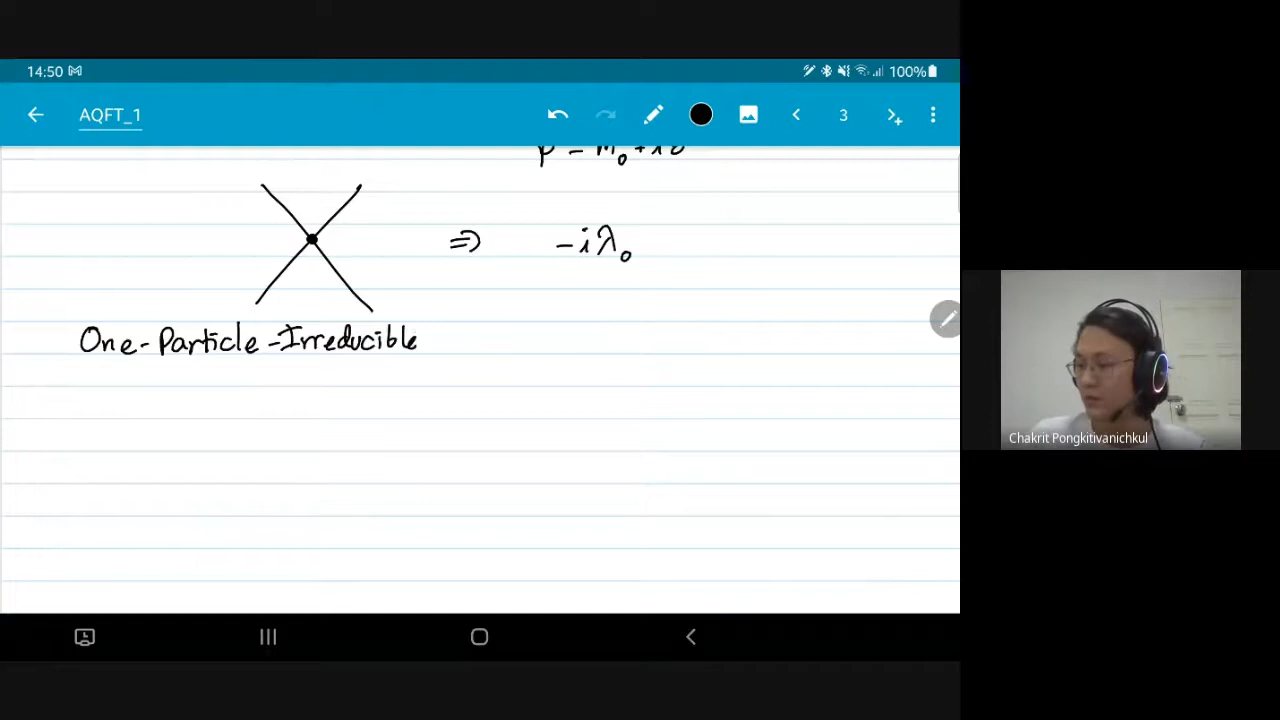 14:50
100%
AQFT_1
3
⇒ -iλ₀
One-Particle-Irreducible
Chakrit Pongkitivanichkul